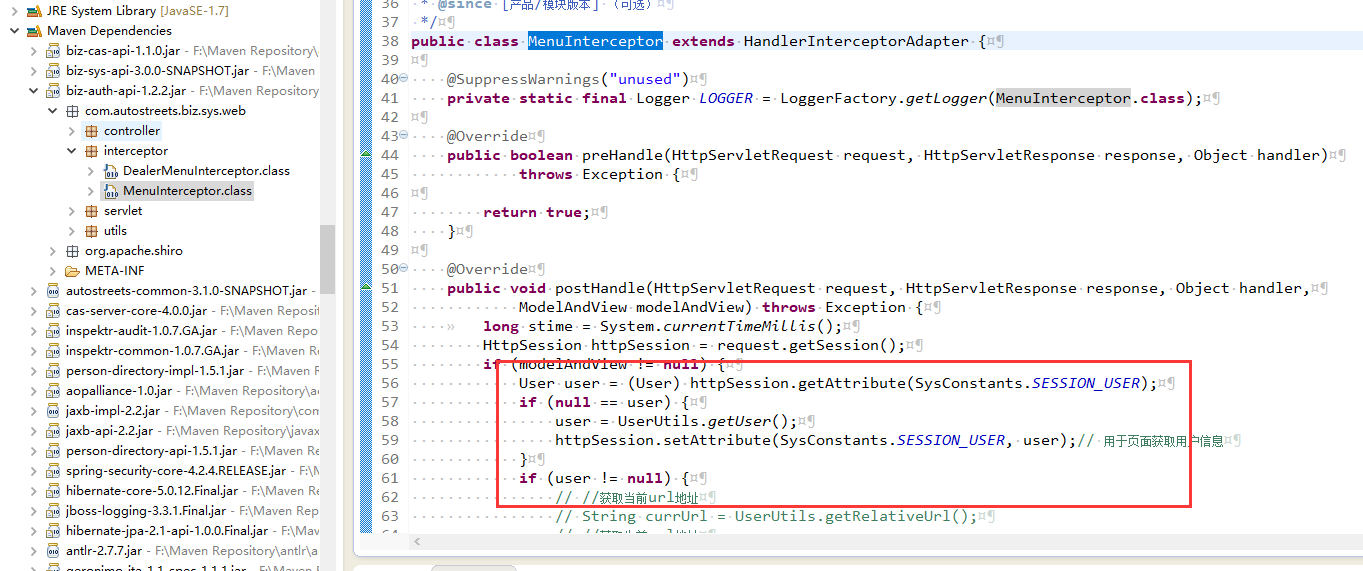 JRE System Library [JavaSE-1.7]
Maven Dependencies
biz-cas-api-1.1.0.jar - F:\Maven Repository\
biz-sys-api-3.0.0-SNAPSHOT.jar - F:\Maven
biz-auth-api-1.2.2.jar - F:\Maven Repository
com.autostreets.biz.sys.web
controller
interceptor
DealerMenuInterceptor.class
MenuInterceptor.class
servlet
utils
org.apache.shiro
META-INF
autostreets-common-3.1.0-SNAPSHOT.jar -
cas-server-core-4.0.0.jar - F:\Maven Repo
inspektr-audit-1.0.7.GA.jar - F:\Maven Rep
inspektr-common-1.0.7.GA.jar - F:\Maven
person-directory-impl-1.5.1.jar - F:\Maven
aopalliance-1.0.jar - F:\Maven Repository\ao
jaxb-impl-2.2.jar - F:\Maven Repository\com
jaxb-api-2.2.jar - F:\Maven Repository\javax
person-directory-api-1.5.1.jar - F:\Maven R
spring-security-core-4.2.4.RELEASE.jar - F:\M
hibernate-core-5.0.12.Final.jar - F:\Maven R
jboss-logging-3.3.1.Final.jar - F:\Maven Re
hibernate-jpa-2.1-api-1.0.0.Final.jar - F:\Ma
antlr-2.7.7.jar - F:\Maven Repository\antlr\a
36 * @since [产品/模块版本] （可选）
37 */
38 public class MenuInterceptor extends HandlerInterceptorAdapter {
39
40 @SuppressWarnings("unused")
41 private static final Logger LOGGER = LoggerFactory.getLogger(MenuInterceptor.class);
42
43 @Override
44 public boolean preHandle(HttpServletRequest request, HttpServletResponse response, Object handler)
45 throws Exception {
46
47 return true;
48 }
49
50 @Override
51 public void postHandle(HttpServletRequest request, HttpServletResponse response, Object handler,
52 ModelAndView modelAndView) throws Exception {
53 long stime = System.currentTimeMillis();
54 HttpSession httpSession = request.getSession();
55 if (modelAndView != null) {
56 User user = (User) httpSession.getAttribute(SysConstants.SESSION_USER);
57 if (null == user) {
58 user = UserUtils.getUser();
59 httpSession.setAttribute(SysConstants.SESSION_USER, user);// 用于页面获取用户信息
60 }
61 if (user != null) {
62 // //获取当前url地址
63 // String currUrl = UserUtils.getRelativeUrl();